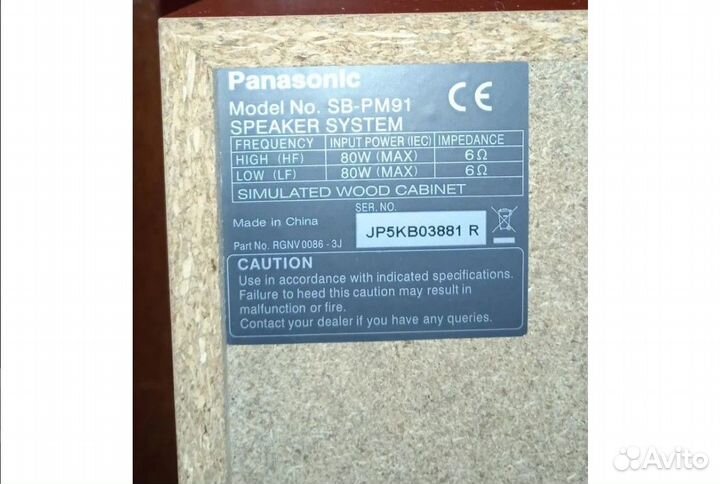 Panasonic
Model No. SB-PM91 CE
SPEAKER SYSTEM
FREQUENCY INPUT POWER (IEC) IMPEDANCE
HIGH (HF) 80W (MAX) 6Ω
LOW (LF) 80W (MAX) 6Ω
SIMULATED WOOD CABINET
SER. NO.
Made in China JP5KB03881 R
Part No. RGNV0086-3J
CAUTION
Use in accordance with indicated specifications.
Failure to heed this caution may result in
malfunction or fire.
Contact your dealer if you have any queries.
Avito